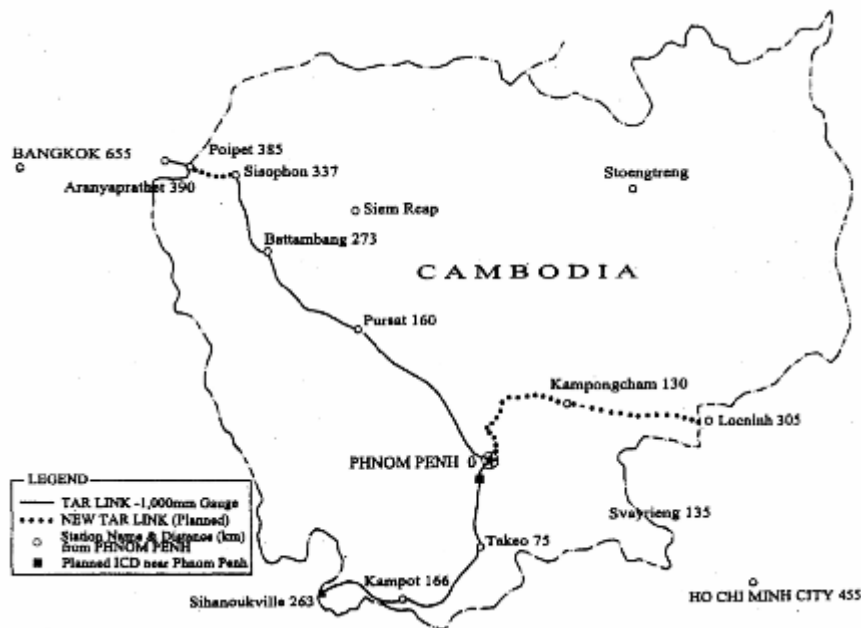 BANGKOK 655
Poipet 385
Aranyaprathet 390
Sisophon 337
Stoengtreng
Siem Reap
Battambang 273
CAMBODIA
Pursat 160
Kampongcham 130
Locninh 305
PHNOM PENH 0
LEGEND
TAR LINK -1,000mm Gauge
NEW TAR LINK (Planned)
Station Name & Distance (km)
from PHNOM PENH
Planned ICD near Phnom Penh
Svayrieng 135
Takeo 75
Kampot 166
Sihanoukville 263
HO CHI MINH CITY 455